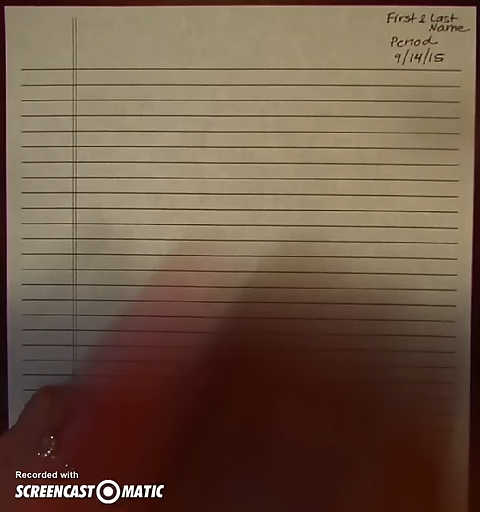 First & Last
Name
Period
9/14/15
Recorded with
SCREENCAST-O-MATIC